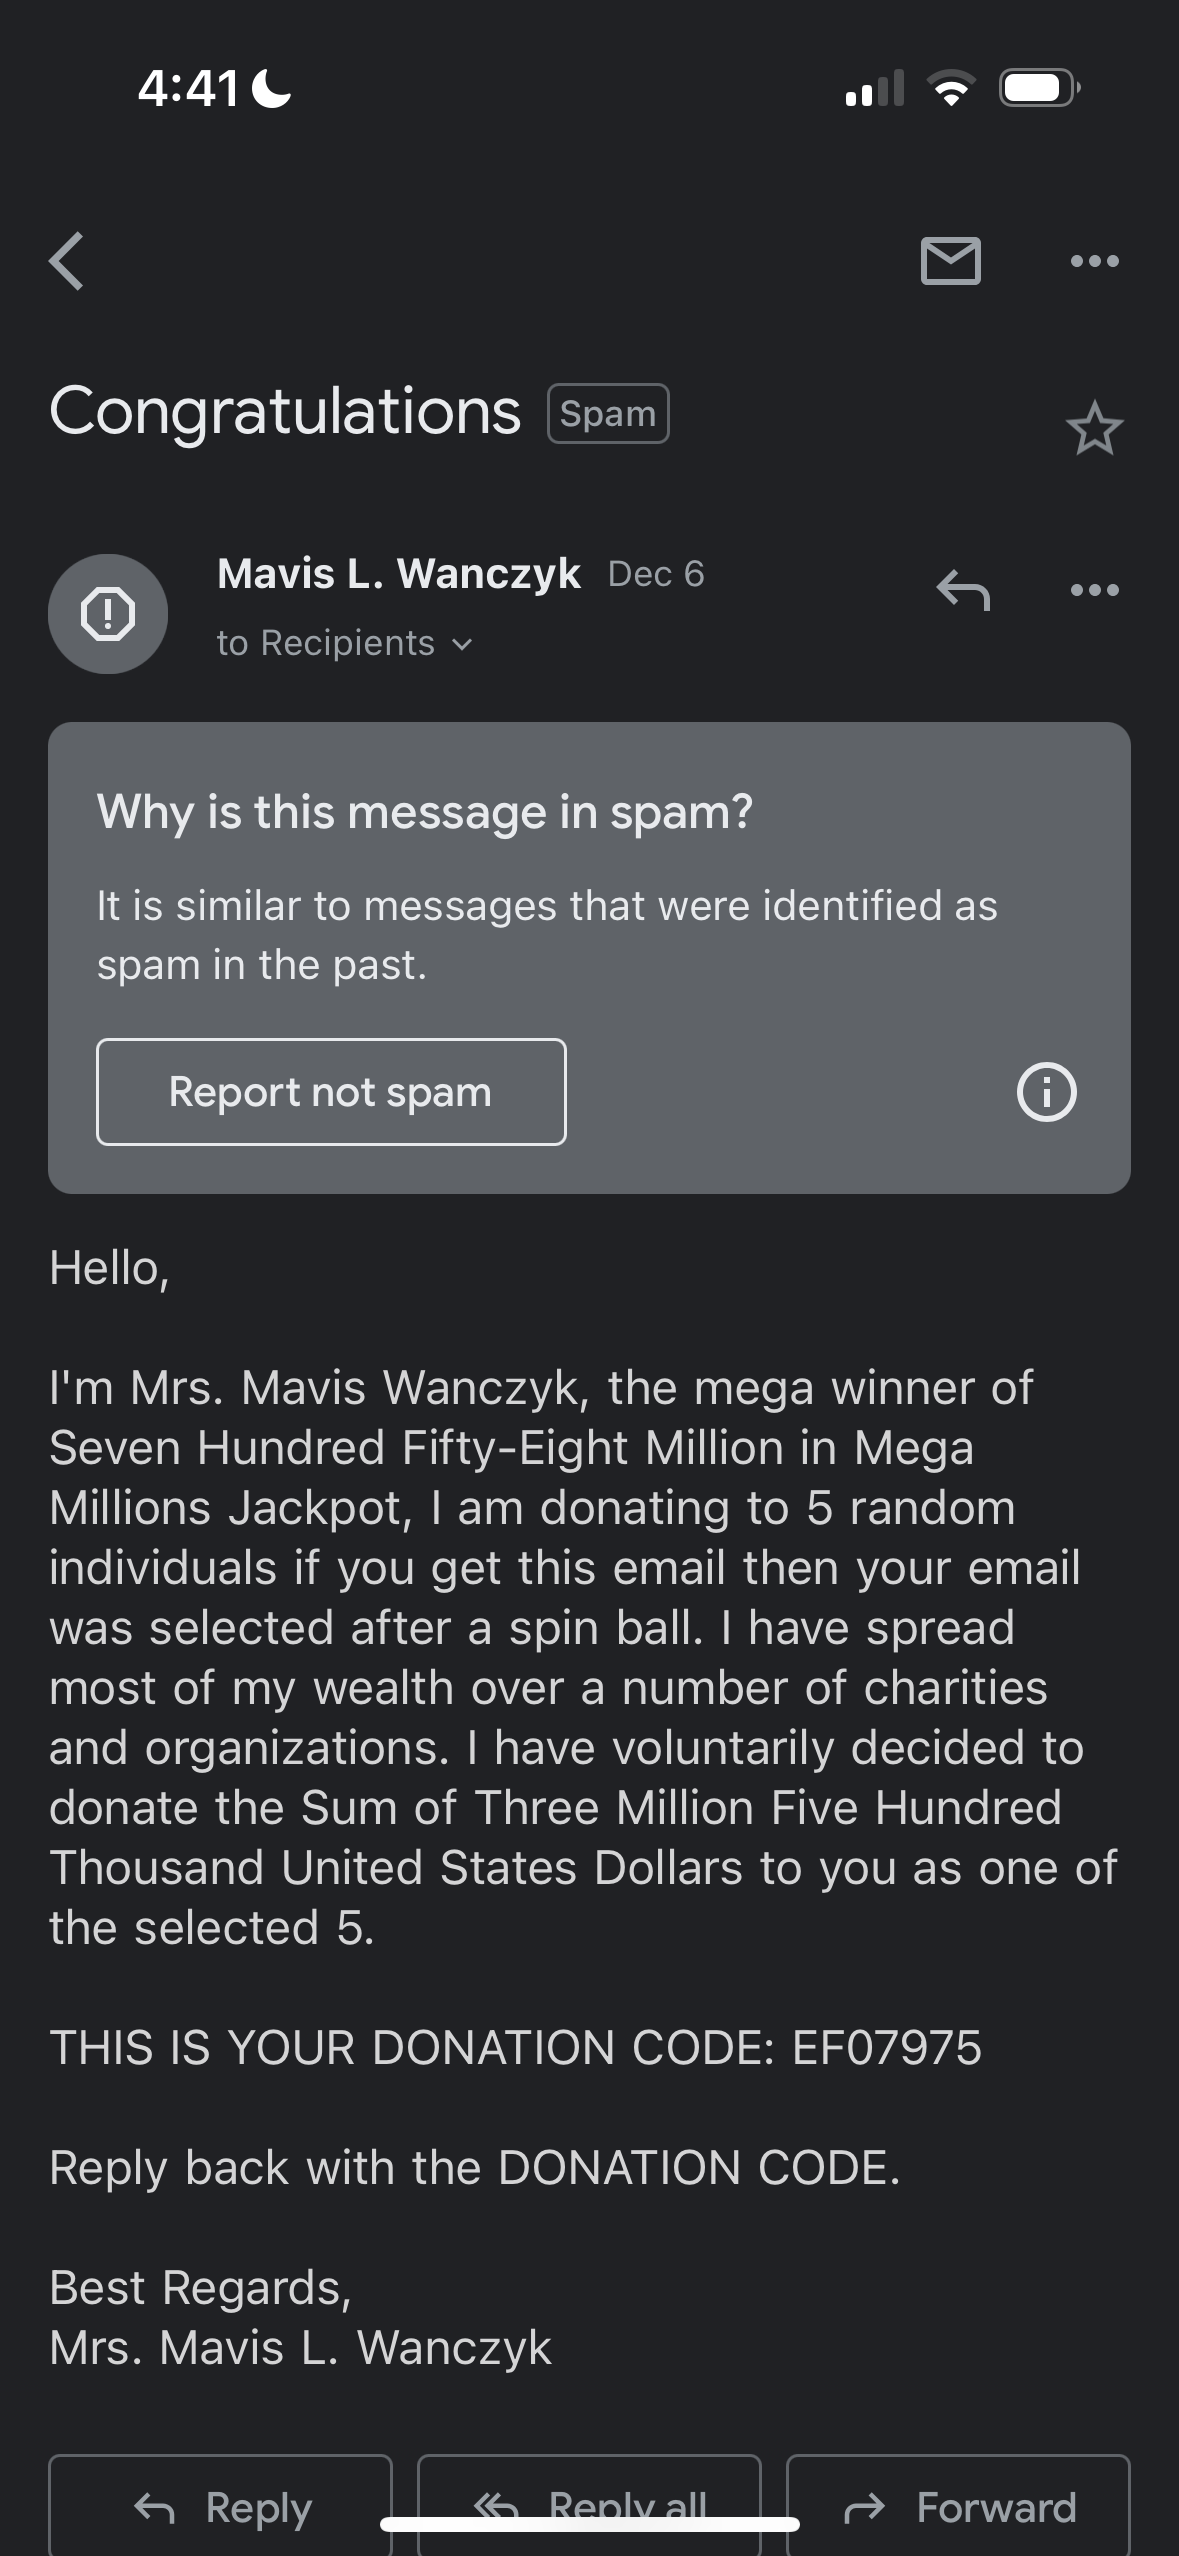 4:41
Congratulations Spam
Mavis L. Wanczyk Dec 6
to Recipients
Why is this message in spam?
It is similar to messages that were identified as
spam in the past.
Report not spam
Hello,
I'm Mrs. Mavis Wanczyk, the mega winner of
Seven Hundred Fifty-Eight Million in Mega
Millions Jackpot, I am donating to 5 random
individuals if you get this email then your email
was selected after a spin ball. I have spread
most of my wealth over a number of charities
and organizations. I have voluntarily decided to
donate the Sum of Three Million Five Hundred
Thousand United States Dollars to you as one of
the selected 5.
THIS IS YOUR DONATION CODE: EF07975
Reply back with the DONATION CODE.
Best Regards,
Mrs. Mavis L. Wanczyk
Reply Reply all Forward